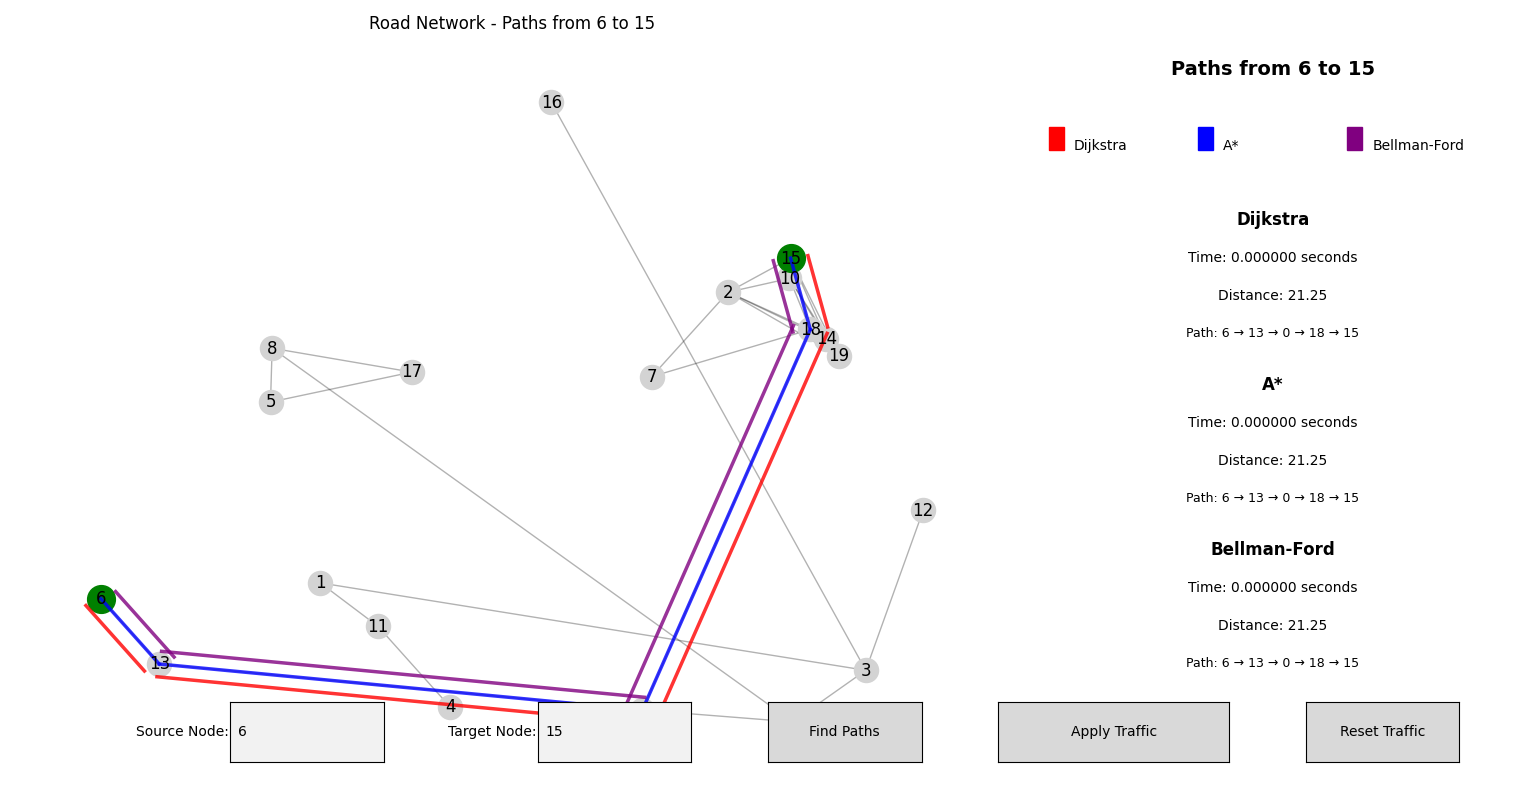 Road Network - Paths from 6 to 15
16
15
10
2
18
14
19
8
17
7
5
12
1
6
11
13
3
4
Paths from 6 to 15
Dijkstra
A*
Bellman-Ford
Dijkstra
Time: 0.000000 seconds
Distance: 21.25
Path: 6 → 13 → 0 → 18 → 15
A*
Time: 0.000000 seconds
Distance: 21.25
Path: 6 → 13 → 0 → 18 → 15
Bellman-Ford
Time: 0.000000 seconds
Distance: 21.25
Path: 6 → 13 → 0 → 18 → 15
Source Node: 6
Target Node: 15
Find Paths
Apply Traffic
Reset Traffic